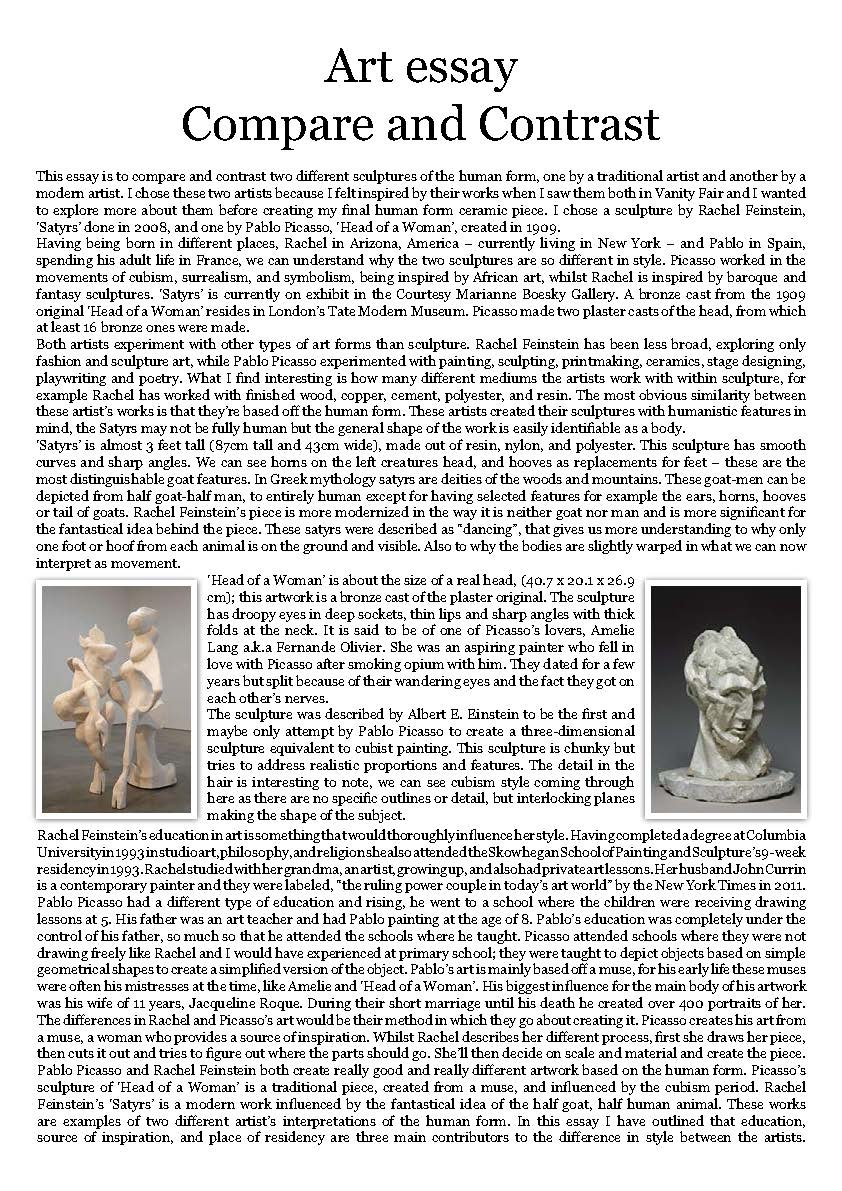 Art essay
Compare and Contrast
This essay is to compare and contrast two different sculptures of the human form, one by a traditional artist and another by a
modern artist. I chose these two artists because I felt inspired by their works when I saw them both in Vanity Fair and I wanted
to explore more about them before creating my final human form ceramic piece. I chose a sculpture by Rachel Feinstein,
'Satyrs' done in 2008, and one by Pablo Picasso, 'Head of a Woman', created in 1909.
Having being born in different places, Rachel in Arizona, America – currently living in New York – and Pablo in Spain,
spending his adult life in France, we can understand why the two sculptures are so different in style. Picasso worked in the
movements of cubism, surrealism, and symbolism, being inspired by African art, whilst Rachel is inspired by baroque and
fantasy sculptures. 'Satyrs' is currently on exhibit in the Courtesy Marianne Boesky Gallery. A bronze cast from the 1909
original 'Head of a Woman' resides in London's Tate Modern Museum. Picasso made two plaster casts of the head, from which
at least 16 bronze ones were made.
Both artists experiment with other types of art forms than sculpture. Rachel Feinstein has been less broad, exploring only
fashion and sculpture art, while Pablo Picasso experimented with painting, sculpting, printmaking, ceramics, stage designing,
playwriting and poetry. What I find interesting is how many different mediums the artists work with within sculpture, for
example Rachel has worked with finished wood, copper, cement, polyester, and resin. The most obvious similarity between
these artist's works is that they're based off the human form. These artists created their sculptures with humanistic features in
mind, the Satyrs may not be fully human but the general shape of the work is easily identifiable as a body.
'Satyrs' is almost 3 feet tall (87cm tall and 43cm wide), made out of resin, nylon, and polyester. This sculpture has smooth
curves and sharp angles. We can see horns on the left creatures head, and hooves as replacements for feet – these are the
most distinguishable goat features. In Greek mythology satyrs are deities of the woods and mountains. These goat-men can be
depicted from half goat-half man, to entirely human except for having selected features for example the ears, horns, hooves
or tail of goats. Rachel Feinstein's piece is more modernized in the way it is neither goat nor man and is more significant for
the fantastical idea behind the piece. These satyrs were described as "dancing", that gives us more understanding to why only
one foot or hoof from each animal is on the ground and visible. Also to why the bodies are slightly warped in what we can now
interpret as movement.
'Head of a Woman' is about the size of a real head, (40.7 x 20.1 x 26.9
cm); this artwork is a bronze cast of the plaster original. The sculpture
has droopy eyes in deep sockets, thin lips and sharp angles with thick
folds at the neck. It is said to be of one of Picasso's lovers, Amelie
Lang a.k.a Fernande Olivier. She was an aspiring painter who fell in
love with Picasso after smoking opium with him. They dated for a few
years but split because of their wandering eyes and the fact they got on
each other's nerves.
The sculpture was described by Albert E. Einstein to be the first and
maybe only attempt by Pablo Picasso to create a three-dimensional
sculpture equivalent to cubist painting. This sculpture is chunky but
tries to address realistic proportions and features. The detail in the
hair is interesting to note, we can see cubism style coming through
here as there are no specific outlines or detail, but interlocking planes
making the shape of the subject.
Rachel Feinstein's education in art is something that would thoroughly influence her style. Having completed a degree at Columbia
University in 1993 in studio art, philosophy, and religion she also attended the Skowhegan School of Painting and Sculpture's 9-week
residency in 1993. Rachel studied with her grandma, an artist, growing up, and also had private art lessons. Her husband John Currin
is a contemporary painter and they were labeled, "the ruling power couple in today's art world" by the New York Times in 2011.
Pablo Picasso had a different type of education and rising, he went to a school where the children were receiving drawing
lessons at 5. His father was an art teacher and had Pablo painting at the age of 8. Pablo's education was completely under the
control of his father, so much so that he attended the schools where he taught. Picasso attended schools where they were not
drawing freely like Rachel and I would have experienced at primary school; they were taught to depict objects based on simple
geometrical shapes to create a simplified version of the object. Pablo's art is mainly based off a muse, for his early life these muses
were often his mistresses at the time, like Amelie and 'Head of a Woman'. His biggest influence for the main body of his artwork
was his wife of 11 years, Jacqueline Roque. During their short marriage until his death he created over 400 portraits of her.
The differences in Rachel and Picasso's art would be their method in which they go about creating it. Picasso creates his art from
a muse, a woman who provides a source of inspiration. Whilst Rachel describes her different process, first she draws her piece,
then cuts it out and tries to figure out where the parts should go. She'll then decide on scale and material and create the piece.
Pablo Picasso and Rachel Feinstein both create really good and really different artwork based on the human form. Picasso's
sculpture of 'Head of a Woman' is a traditional piece, created from a muse, and influenced by the cubism period. Rachel
Feinstein's 'Satyrs' is a modern work influenced by the fantastical idea of the half goat, half human animal. These works
are examples of two different artist's interpretations of the human form. In this essay I have outlined that education,
source of inspiration, and place of residency are three main contributors to the difference in style between the artists.